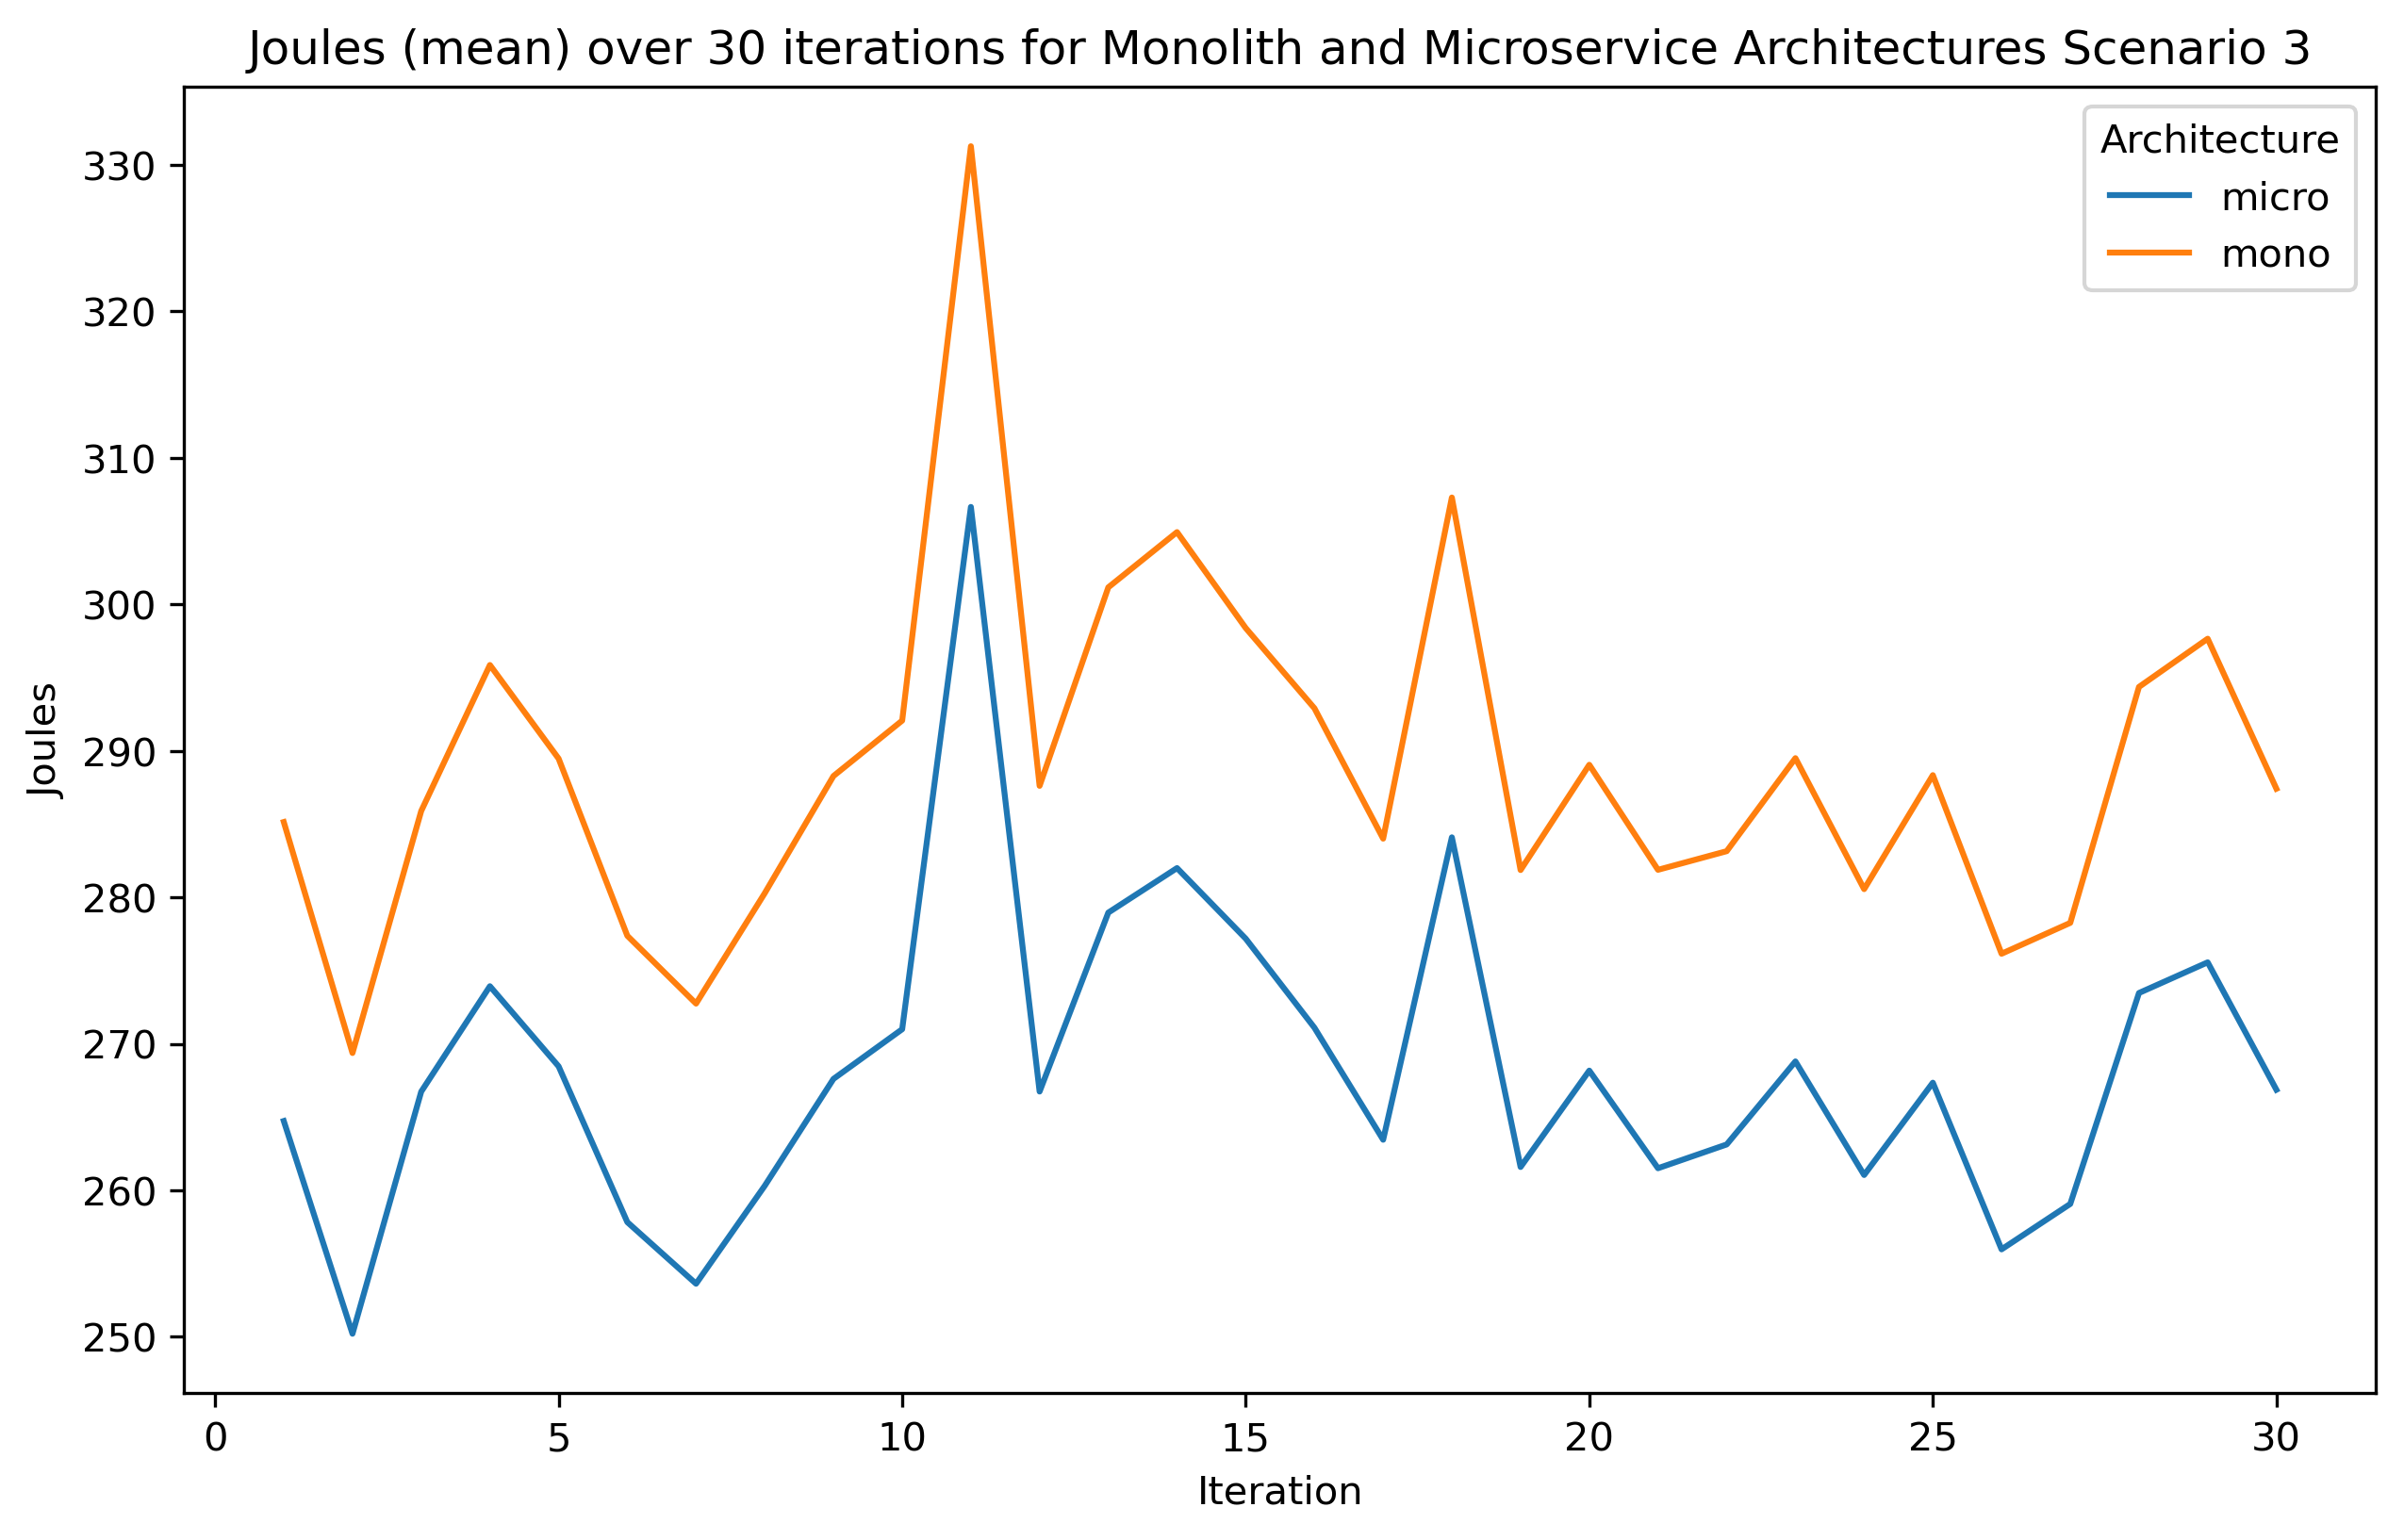 Joules (mean) over 30 iterations for Monolith and Microservice Architectures Scenario 3
Architecture
micro
mono
330
320
310
300
290
280
270
260
250
Joules
0 5 10 15 20 25 30
Iteration